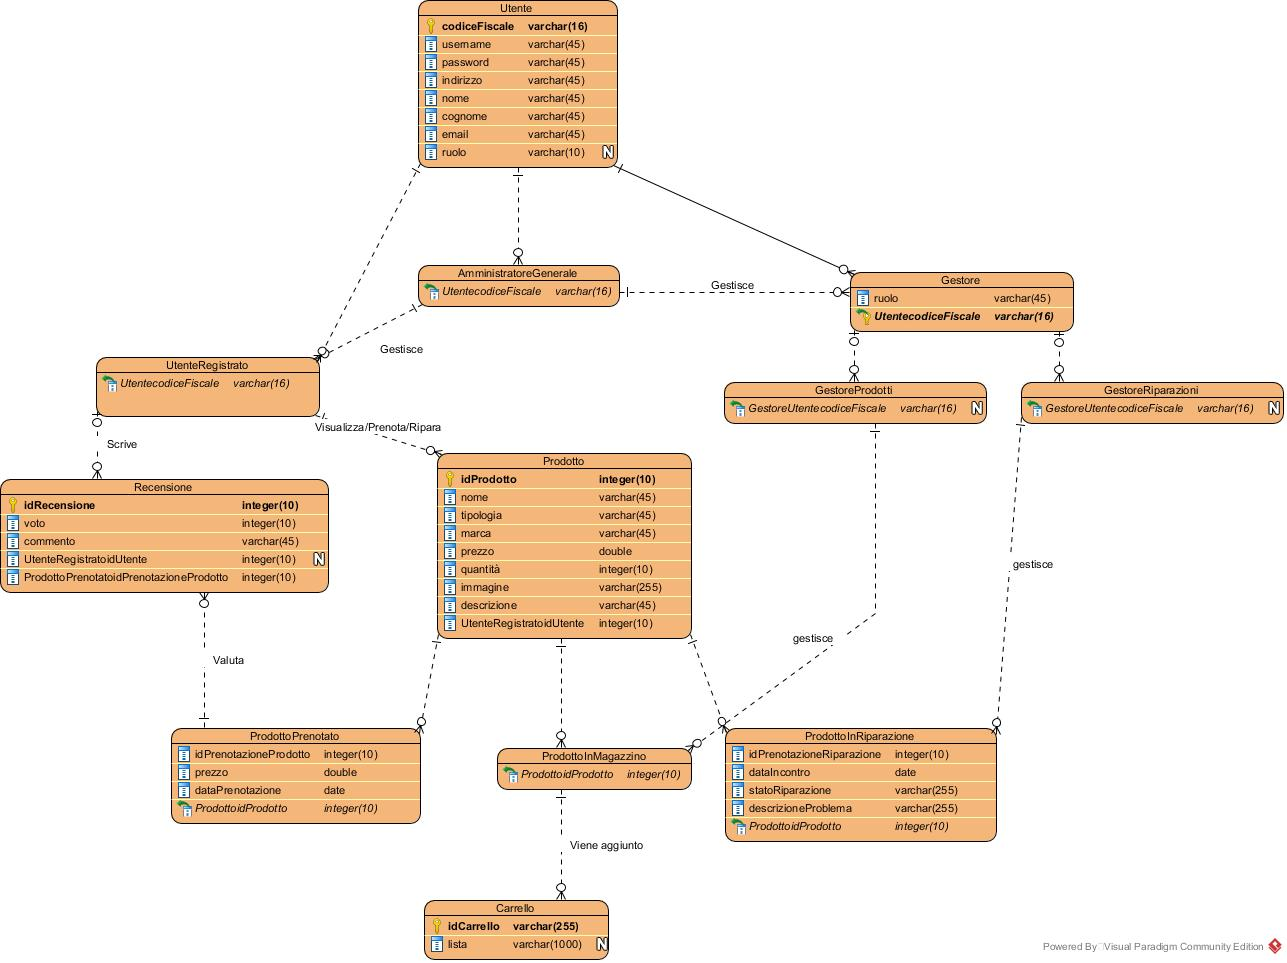 Utente
codiceFiscale varchar(16)
username varchar(45)
password varchar(45)
indirizzo varchar(45)
nome varchar(45)
cognome varchar(45)
email varchar(45)
ruolo varchar(10) N
AmministratoreGenerale
UtentecodiceFiscale varchar(16)
Gestisce
Gestore
ruolo varchar(45)
UtentecodiceFiscale varchar(16)
Gestisce
UtenteRegistrato
UtentecodiceFiscale varchar(16)
GestoreProdotti
GestoreUtentecodiceFiscale varchar(16) N
GestoreRiparazioni
GestoreUtentecodiceFiscale varchar(16) N
Scrive
Visualizza/Prenota/Ripara
Recensione
idRecensione integer(10)
voto integer(10)
commento varchar(45)
UtenteRegistratoidUtente integer(10) N
ProdottoPrenotatoidPrenotazioneProdotto integer(10)
Prodotto
idProdotto integer(10)
nome varchar(45)
tipologia varchar(45)
marca varchar(45)
prezzo double
quantità integer(10)
immagine varchar(255)
descrizione varchar(45)
UtenteRegistratoidUtente integer(10)
gestisce
gestisce
Valuta
ProdottoPrenotato
idPrenotazioneProdotto integer(10)
prezzo double
dataPrenotazione date
ProdottoidProdotto integer(10)
ProdottoInMagazzino
ProdottoidProdotto integer(10)
ProdottoInRiparazione
idPrenotazioneRiparazione integer(10)
dataIncontro date
statoRiparazione varchar(255)
descrizioneProblema varchar(255)
ProdottoidProdotto integer(10)
Viene aggiunto
Carrello
idCarrello varchar(255)
lista varchar(1000) N
Powered By Visual Paradigm Community Edition